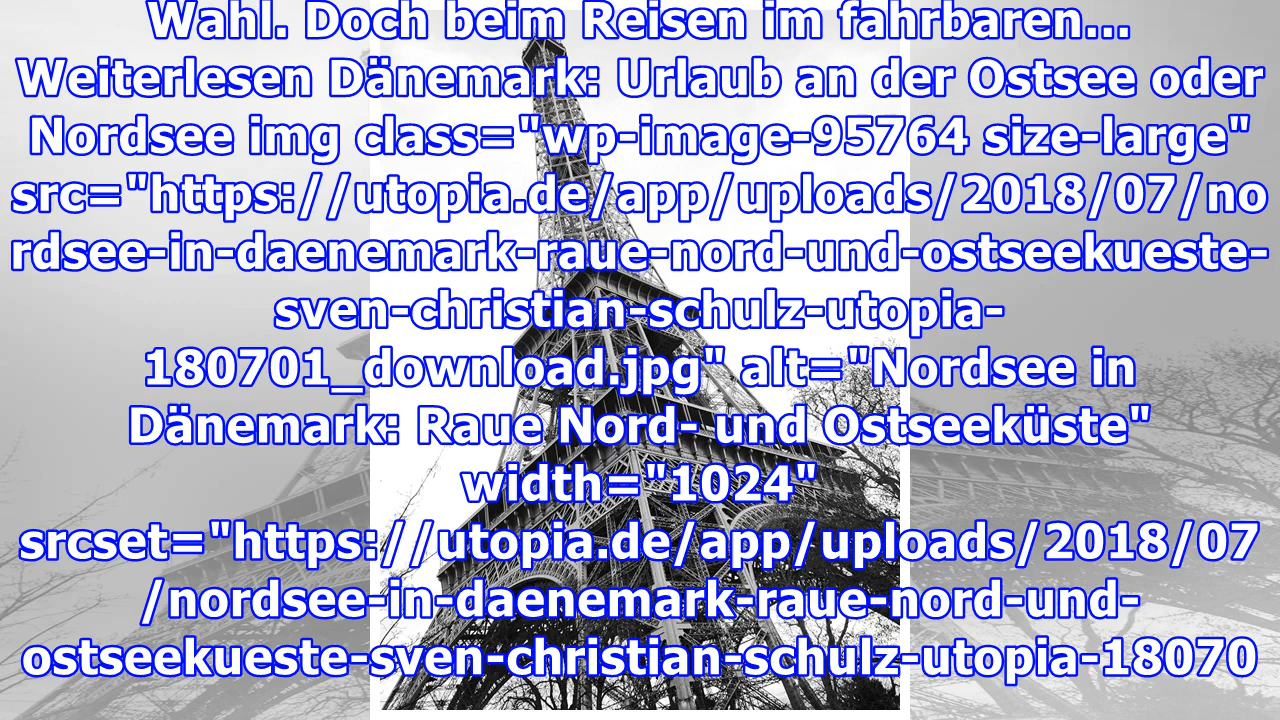 Wahl. Doch beim Reisen im fahrbaren...
Weiterlesen Dänemark: Urlaub an der Ostsee oder
Nordsee img class="wp-image-95764 size-large"
src="https://utopia.de/app/uploads/2018/07/no
rdsee-in-daenemark-raue-nord-und-ostseekueste-
sven-christian-schulz-utopia-
180701_download.jpg" alt="Nordsee in
Dänemark: Raue Nord- und Ostseeküste"
width="1024"
srcset="https://utopia.de/app/uploads/2018/07
/nordsee-in-daenemark-raue-nord-und-
ostseekueste-sven-christian-schulz-utopia-18070